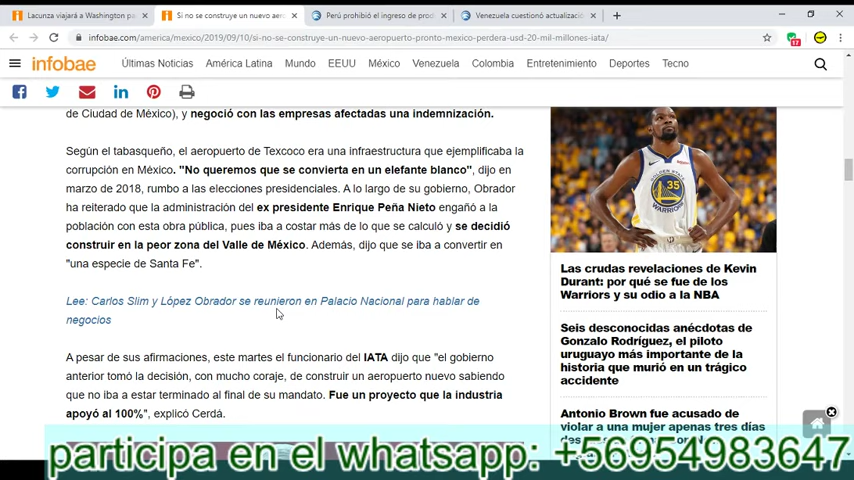 Lacunza viajará a Washington pa
Si no se construye un nuevo aero
Perú prohibió el ingreso de prod
Venezuela cuestionó actualizació
infobae.com/america/mexico/2019/09/10/si-no-se-construye-un-nuevo-aeropuerto-pronto-mexico-perdera-usd-20-mil-millones-iata/
17
infobae
Últimas Noticias América Latina Mundo EEUU México Venezuela Colombia Entretenimiento Deportes Tecno
de Ciudad de México), y negoció con las empresas afectadas una indemnización.
Según el tabasqueño, el aeropuerto de Texcoco era una infraestructura que ejemplificaba la
corrupción en México. "No queremos que se convierta en un elefante blanco", dijo en
marzo de 2018, rumbo a las elecciones presidenciales. A lo largo de su gobierno, Obrador
ha reiterado que la administración del ex presidente Enrique Peña Nieto engañó a la
población con esta obra pública, pues iba a costar más de lo que se calculó y se decidió
construir en la peor zona del Valle de México. Además, dijo que se iba a convertir en
"una especie de Santa Fe".
Lee: Carlos Slim y López Obrador se reunieron en Palacio Nacional para hablar de
negocios
A pesar de sus afirmaciones, este martes el funcionario del IATA dijo que "el gobierno
anterior tomó la decisión, con mucho coraje, de construir un aeropuerto nuevo sabiendo
que no iba a estar terminado al final de su mandato. Fue un proyecto que la industria
apoyó al 100%", explicó Cerdá.
WARRIORS
35
Las crudas revelaciones de Kevin
Durant: por qué se fue de los
Warriors y su odio a la NBA
Seis desconocidas anécdotas de
Gonzalo Rodríguez, el piloto
uruguayo más importante de la
historia que murió en un trágico
accidente
Antonio Brown fue acusado de
violar a una mujer apenas tres días
participa en el whatsapp: +56954983647